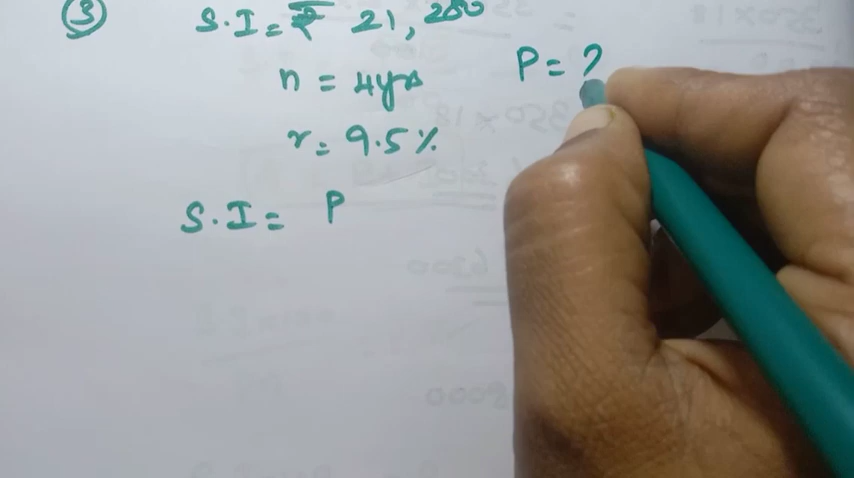 ③ S.I = ₹ 21, 280
n = 4yrs P = ?
r = 9.5%
S.I = P